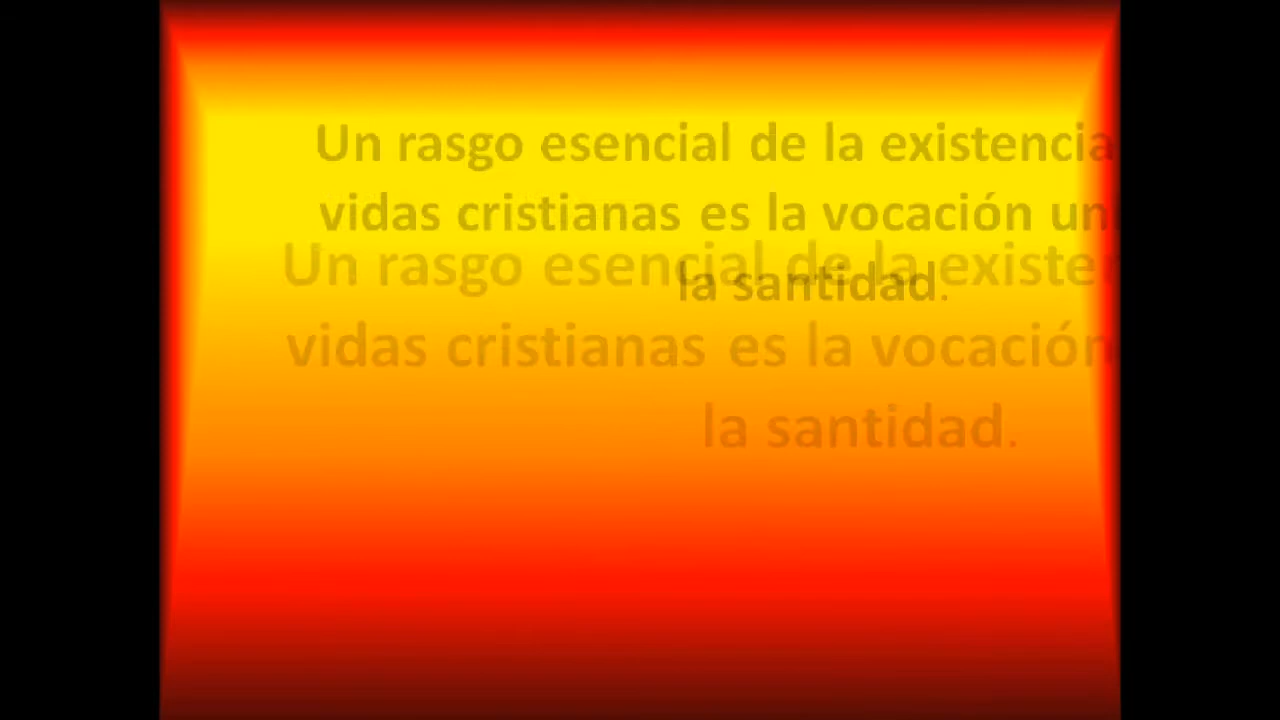 Un rasgo esencial de la existencia
vidas cristianas es la vocación un
la santidad.
Un rasgo esencial de la existe
vidas cristianas es la vocación
la santidad.